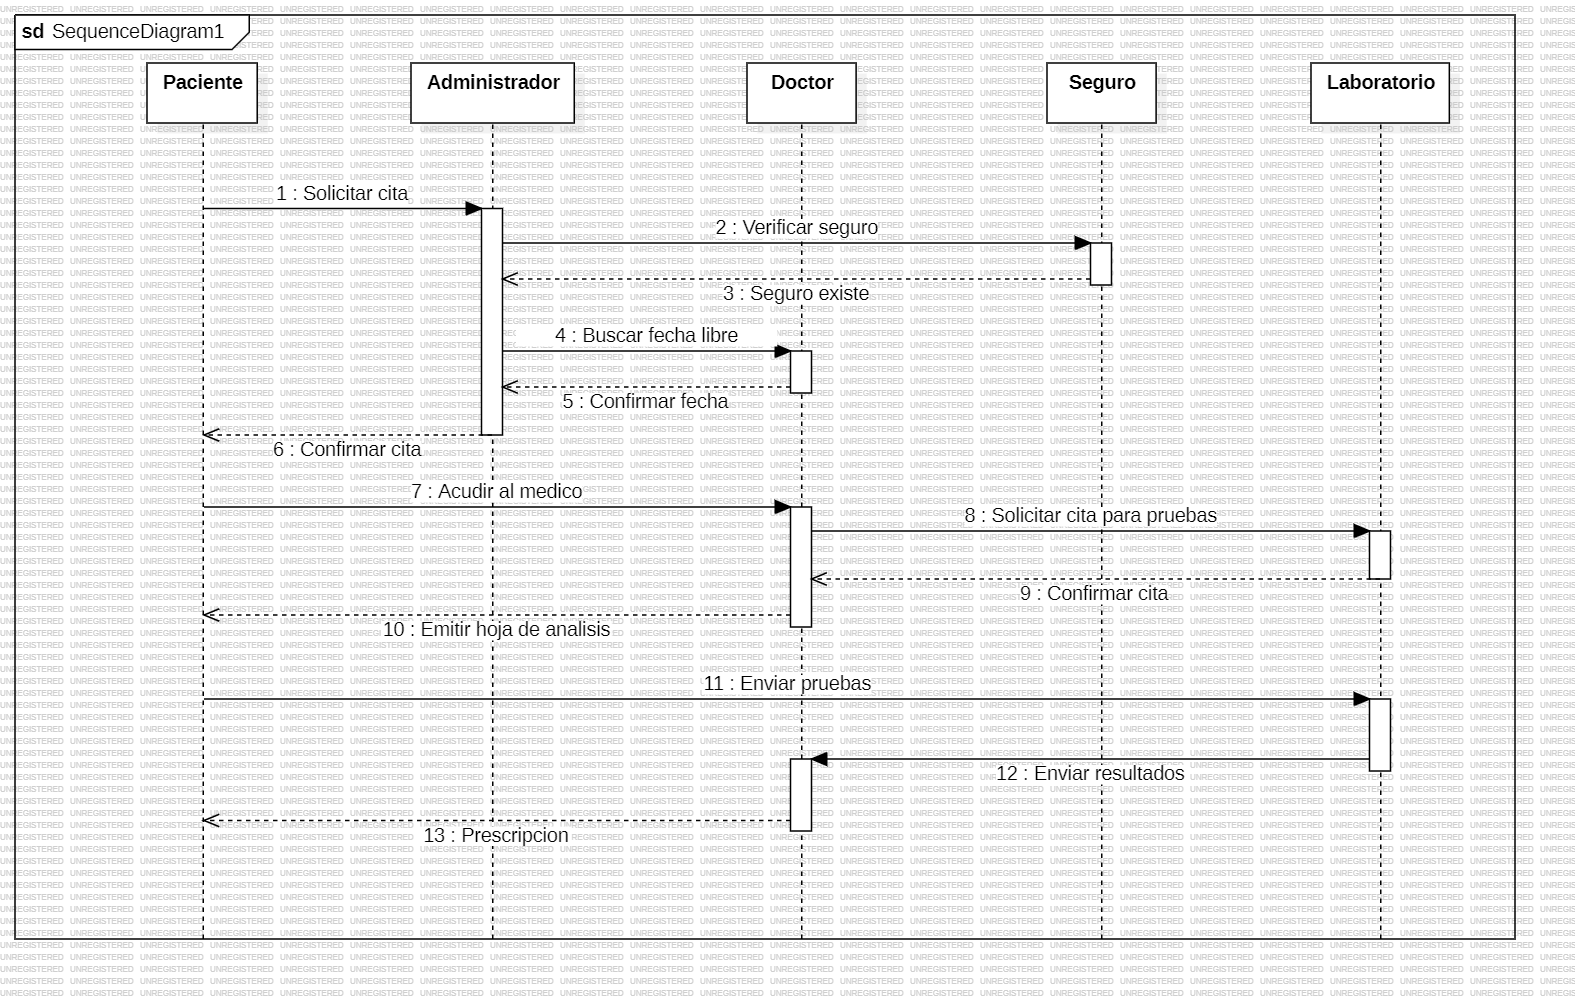 sd SequenceDiagram1
Paciente
Administrador
Doctor
Seguro
Laboratorio
1 : Solicitar cita
2 : Verificar seguro
3 : Seguro existe
4 : Buscar fecha libre
5 : Confirmar fecha
6 : Confirmar cita
7 : Acudir al medico
8 : Solicitar cita para pruebas
9 : Confirmar cita
10 : Emitir hoja de analisis
11 : Enviar pruebas
12 : Enviar resultados
13 : Prescripcion
UNREGISTERED